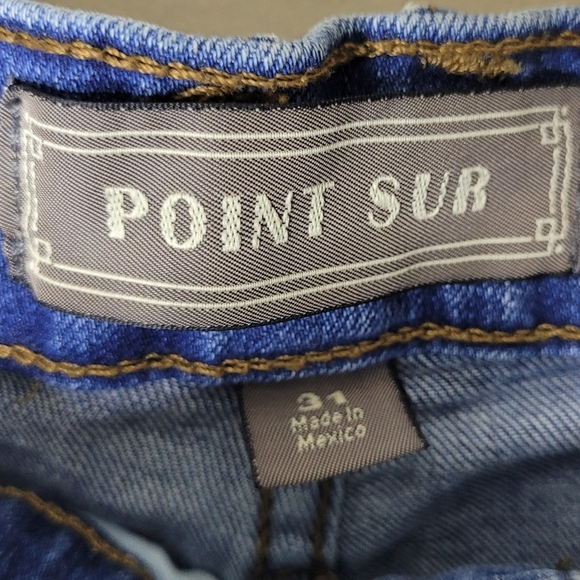 POINT SUR
31
Made in
Mexico